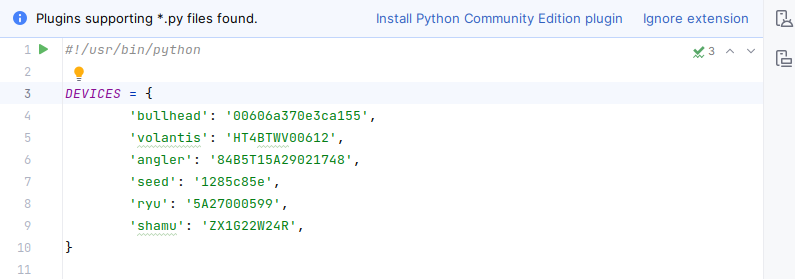 Plugins supporting *.py files found. Install Python Community Edition plugin Ignore extension
1 #!/usr/bin/python 3
2
3 DEVICES = {
4 'bullhead': '00606a370e3ca155',
5 'volantis': 'HT4BTWV00612',
6 'angler': '84B5T15A29021748',
7 'seed': '1285c85e',
8 'ryu': '5A27000599',
9 'shamu': 'ZX1G22W24R',
10 }
11